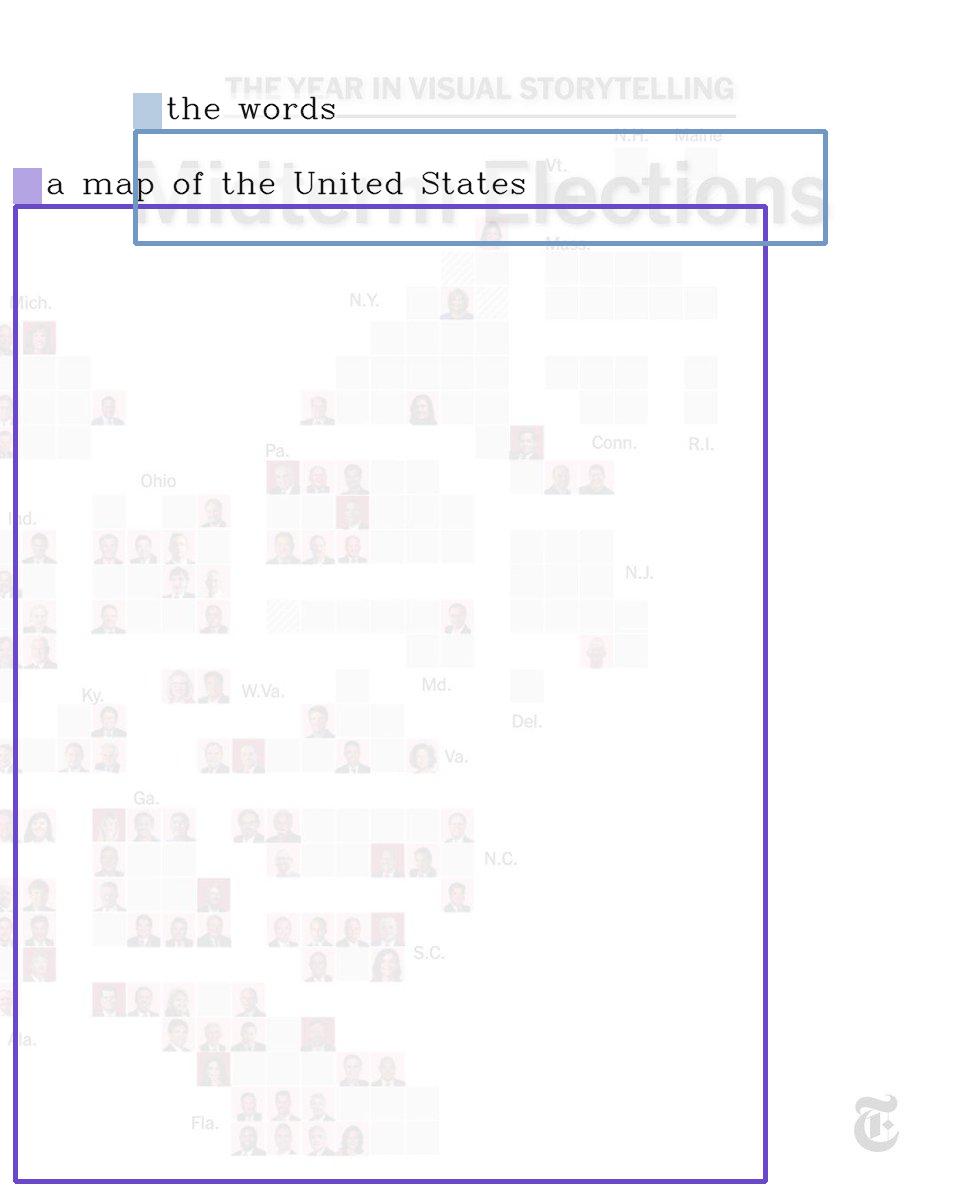 THE YEAR IN VISUAL STORYTELLING
the words
N.H. Maine
Vt.
a map of the United States
Midterm Elections
Mass.
Mich.
N.Y.
Conn. R.I.
Pa.
Ohio
Ind.
N.J.
Ky. W.Va. Md.
Del.
Va.
Ga.
N.C.
S.C.
Ala.
Fla.
T